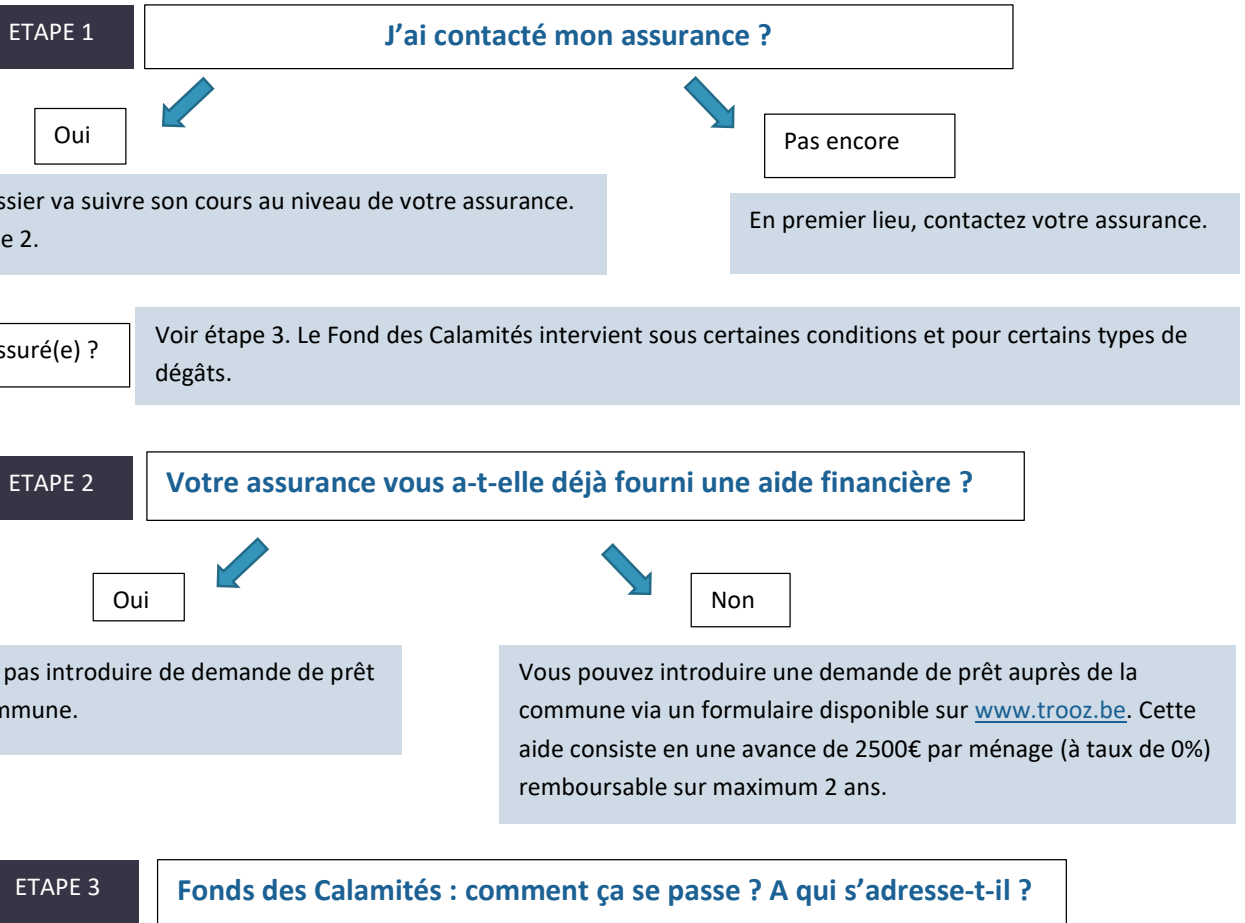 ETAPE 1
J’ai contacté mon assurance ?
Oui
Pas encore
ssier va suivre son cours au niveau de votre assurance.
e 2.
En premier lieu, contactez votre assurance.
ssuré(e) ?
Voir étape 3. Le Fond des Calamités intervient sous certaines conditions et pour certains types de
dégâts.
ETAPE 2
Votre assurance vous a-t-elle déjà fourni une aide financière ?
Oui
Non
pas introduire de demande de prêt
mmune.
Vous pouvez introduire une demande de prêt auprès de la
commune via un formulaire disponible sur www.trooz.be. Cette
aide consiste en une avance de 2500€ par ménage (à taux de 0%)
remboursable sur maximum 2 ans.
ETAPE 3
Fonds des Calamités : comment ça se passe ? A qui s’adresse-t-il ?